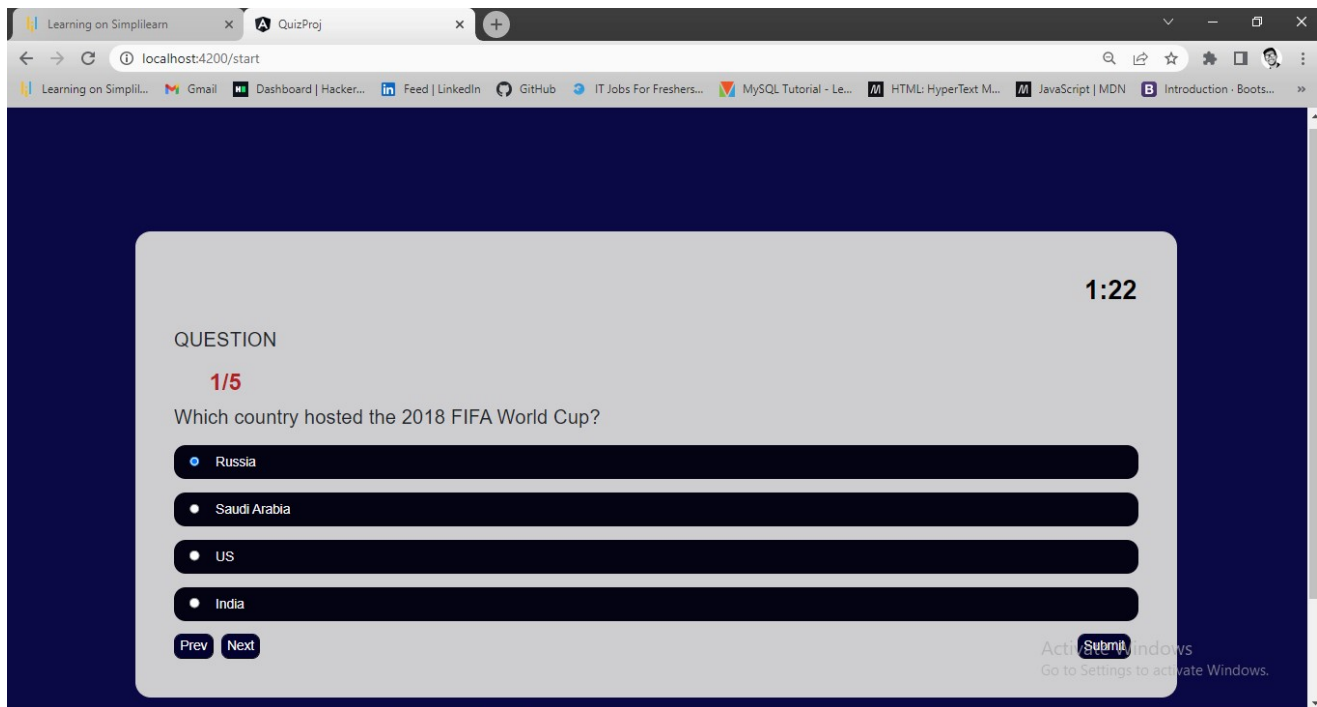 Learning on Simplilearn
QuizProj
localhost:4200/start
Learning on Simplil...
Gmail
Dashboard | Hacker...
Feed | LinkedIn
GitHub
IT Jobs For Freshers...
MySQL Tutorial - Le...
HTML: HyperText M...
JavaScript | MDN
Introduction · Boots...
1:22
QUESTION
1/5
Which country hosted the 2018 FIFA World Cup?
Russia
Saudi Arabia
US
India
Prev
Next
Submit
Activate Windows
Go to Settings to activate Windows.